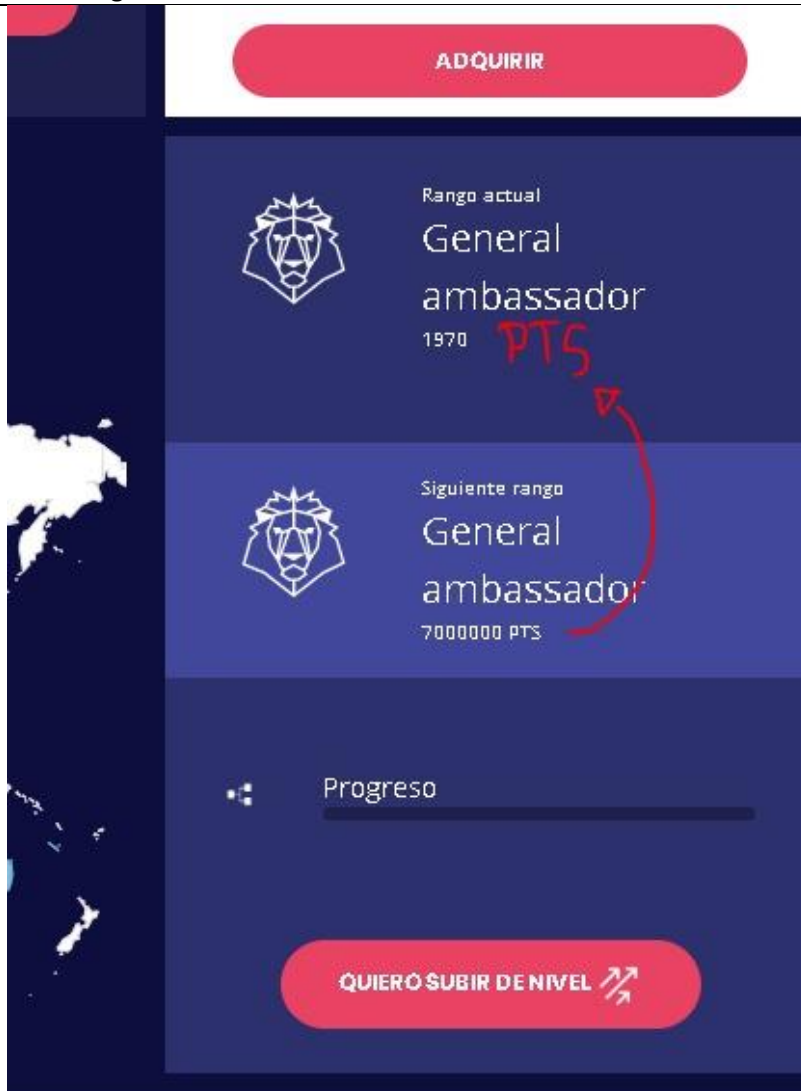 ADQUIRIR
Rango actual
General
ambassador
1970 PTS
Siguiente rango
General
ambassador
7000000 PTS
Progreso
QUIERO SUBIR DE NIVEL